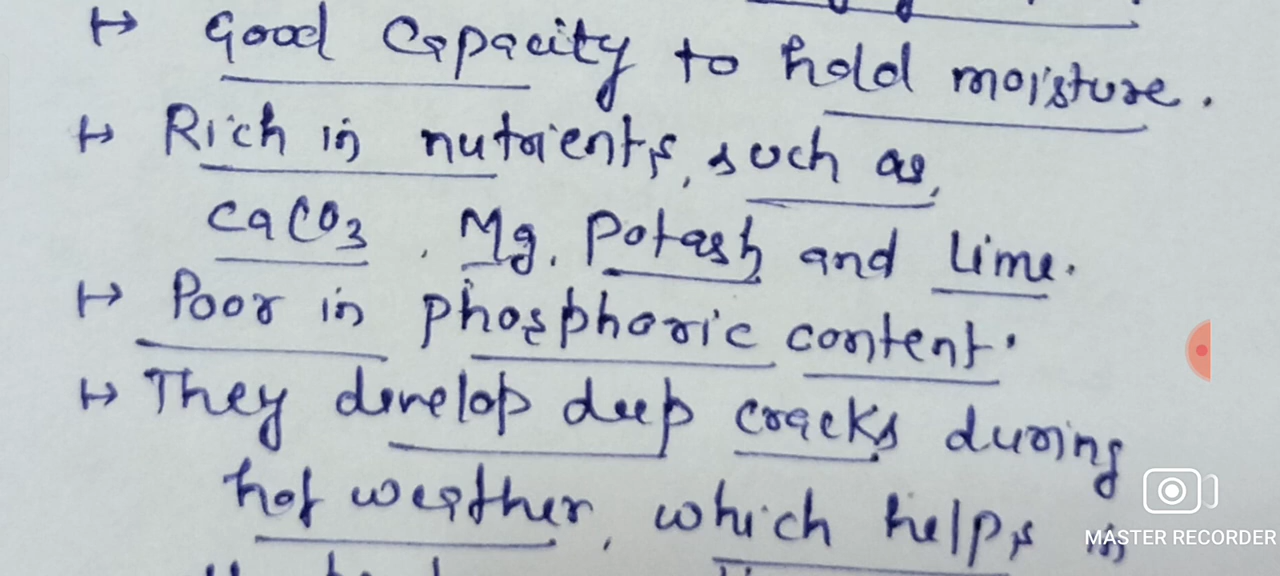 ↦ Good Capacity to hold moisture.
↦ Rich in nutrients, such as,
CaCO3, Mg, Potash and lime.
↦ Poor in phosphoric content.
↦ They develop deep cracks during
hot weather, which helps in
MASTER RECORDER